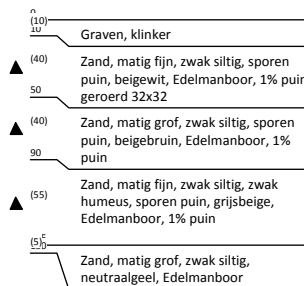 0
(10)
10
Graven, klinker
(40)
Zand, matig fijn, zwak siltig, sporen
puin, beigewit, Edelmanboor, 1% puin
geroerd 32x32
50
(40)
Zand, matig grof, zwak siltig, sporen
puin, beigebruin, Edelmanboor, 1%
puin
90
(55)
Zand, matig fijn, zwak siltig, zwak
humeus, sporen puin, grijsbeige,
Edelmanboor, 1% puin
(5)
Zand, matig grof, zwak siltig,
neutraalgeel, Edelmanboor